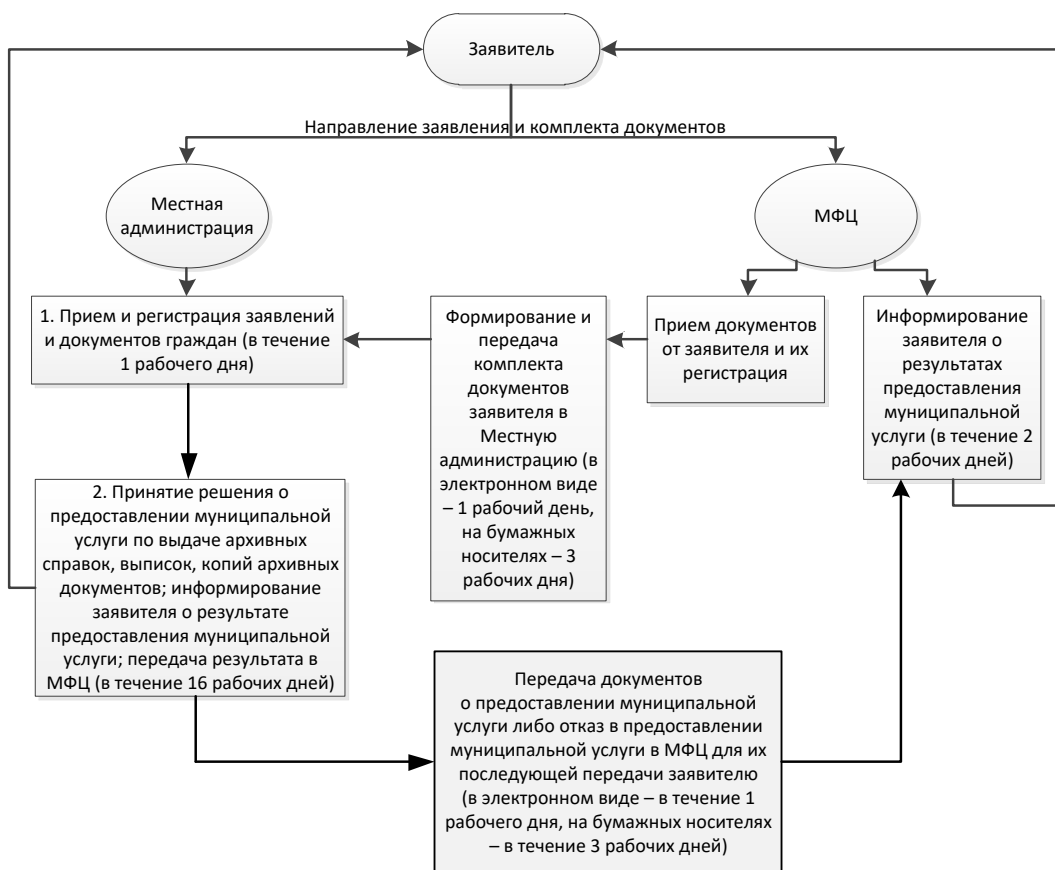 Заявитель
Направление заявления и комплекта документов
Местная
администрация
МФЦ
1. Прием и регистрация заявлений
и документов граждан (в течение
1 рабочего дня)
Формирование и
передача
комплекта
документов
заявителя в
Местную
администрацию (в
электронном виде
– 1 рабочий день,
на бумажных
носителях – 3
рабочих дня)
Прием документов
от заявителя и их
регистрация
Информирование
заявителя о
результатах
предоставления
муниципальной
услуги (в течение 2
рабочих дней)
2. Принятие решения о
предоставлении муниципальной
услуги по выдаче архивных
справок, выписок, копий архивных
документов; информирование
заявителя о результате
предоставления муниципальной
услуги; передача результата в
МФЦ (в течение 16 рабочих дней)
Передача документов
о предоставлении муниципальной
услуги либо отказ в предоставлении
муниципальной услуги в МФЦ для их
последующей передачи заявителю
(в электронном виде – в течение 1
рабочего дня, на бумажных носителях
– в течение 3 рабочих дней)